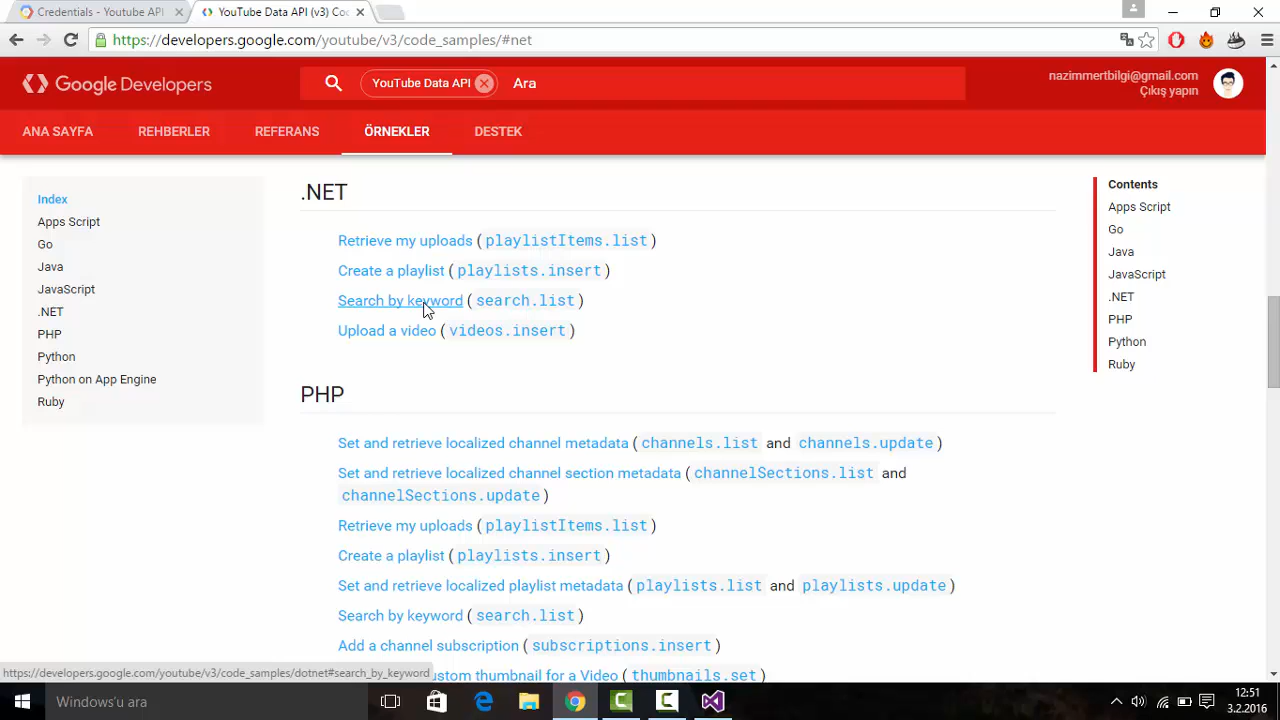 Credentials - Youtube API
YouTube Data API (v3) Co
https://developers.google.com/youtube/v3/code_samples/#net
Google Developers
YouTube Data API
Ara
nazimmertbilgi@gmail.com
Çıkış yapın
ANA SAYFA
REHBERLER
REFERANS
ÖRNEKLER
DESTEK
Index
Apps Script
Go
Java
JavaScript
.NET
PHP
Python
Python on App Engine
Ruby
.NET
Retrieve my uploads (playlistItems.list)
Create a playlist (playlists.insert)
Search by keyword (search.list)
Upload a video (videos.insert)
PHP
Set and retrieve localized channel metadata (channels.list and channels.update)
Set and retrieve localized channel section metadata (channelSections.list and
channelSections.update)
Retrieve my uploads (playlistItems.list)
Create a playlist (playlists.insert)
Set and retrieve localized playlist metadata (playlists.list and playlists.update)
Search by keyword (search.list)
Add a channel subscription (subscriptions.insert)
ustom thumbnail for a Video (thumbnails.set)
Contents
Apps Script
Go
Java
JavaScript
.NET
PHP
Python
Ruby
https://developers.google.com/youtube/v3/code_samples/dotnet#search_by_keyword
Windows'u ara
12:51
3.2.2016